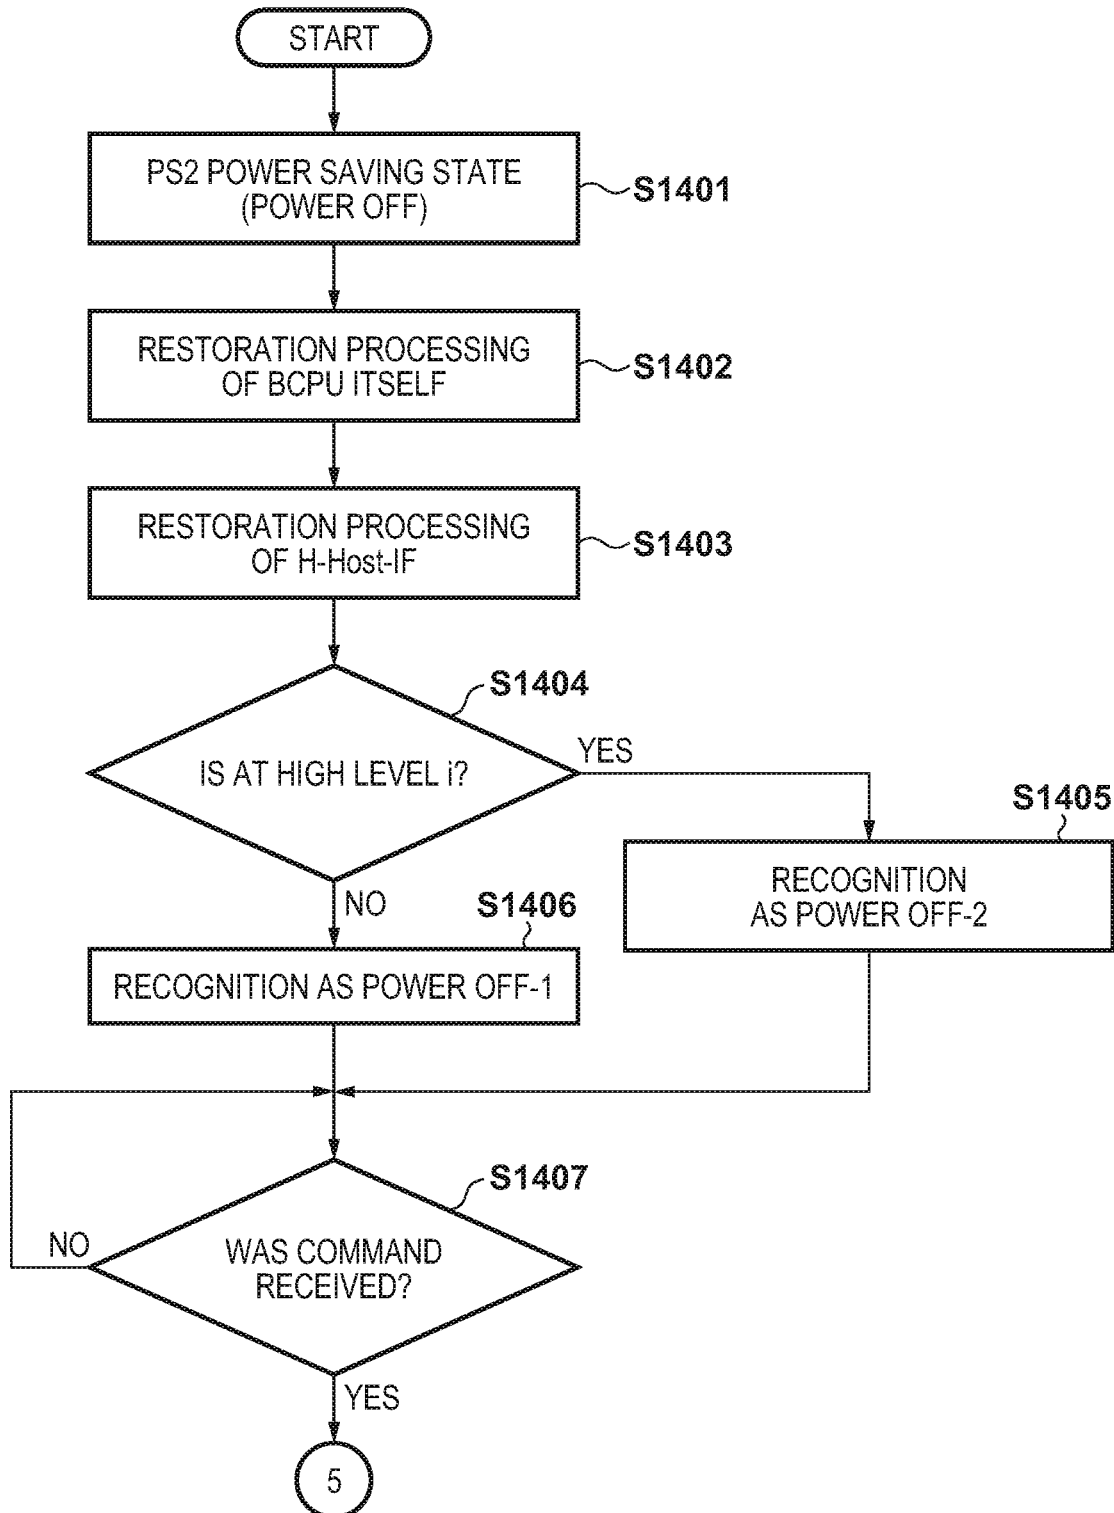 START
PS2 POWER SAVING STATE
(POWER OFF)
S1401
RESTORATION PROCESSING
OF BCPU ITSELF
S1402
RESTORATION PROCESSING
OF H-Host-IF
S1403
S1404
IS AT HIGH LEVEL i?
YES
S1405
RECOGNITION
AS POWER OFF-2
NO
S1406
RECOGNITION AS POWER OFF-1
S1407
WAS COMMAND
RECEIVED?
NO
YES
5